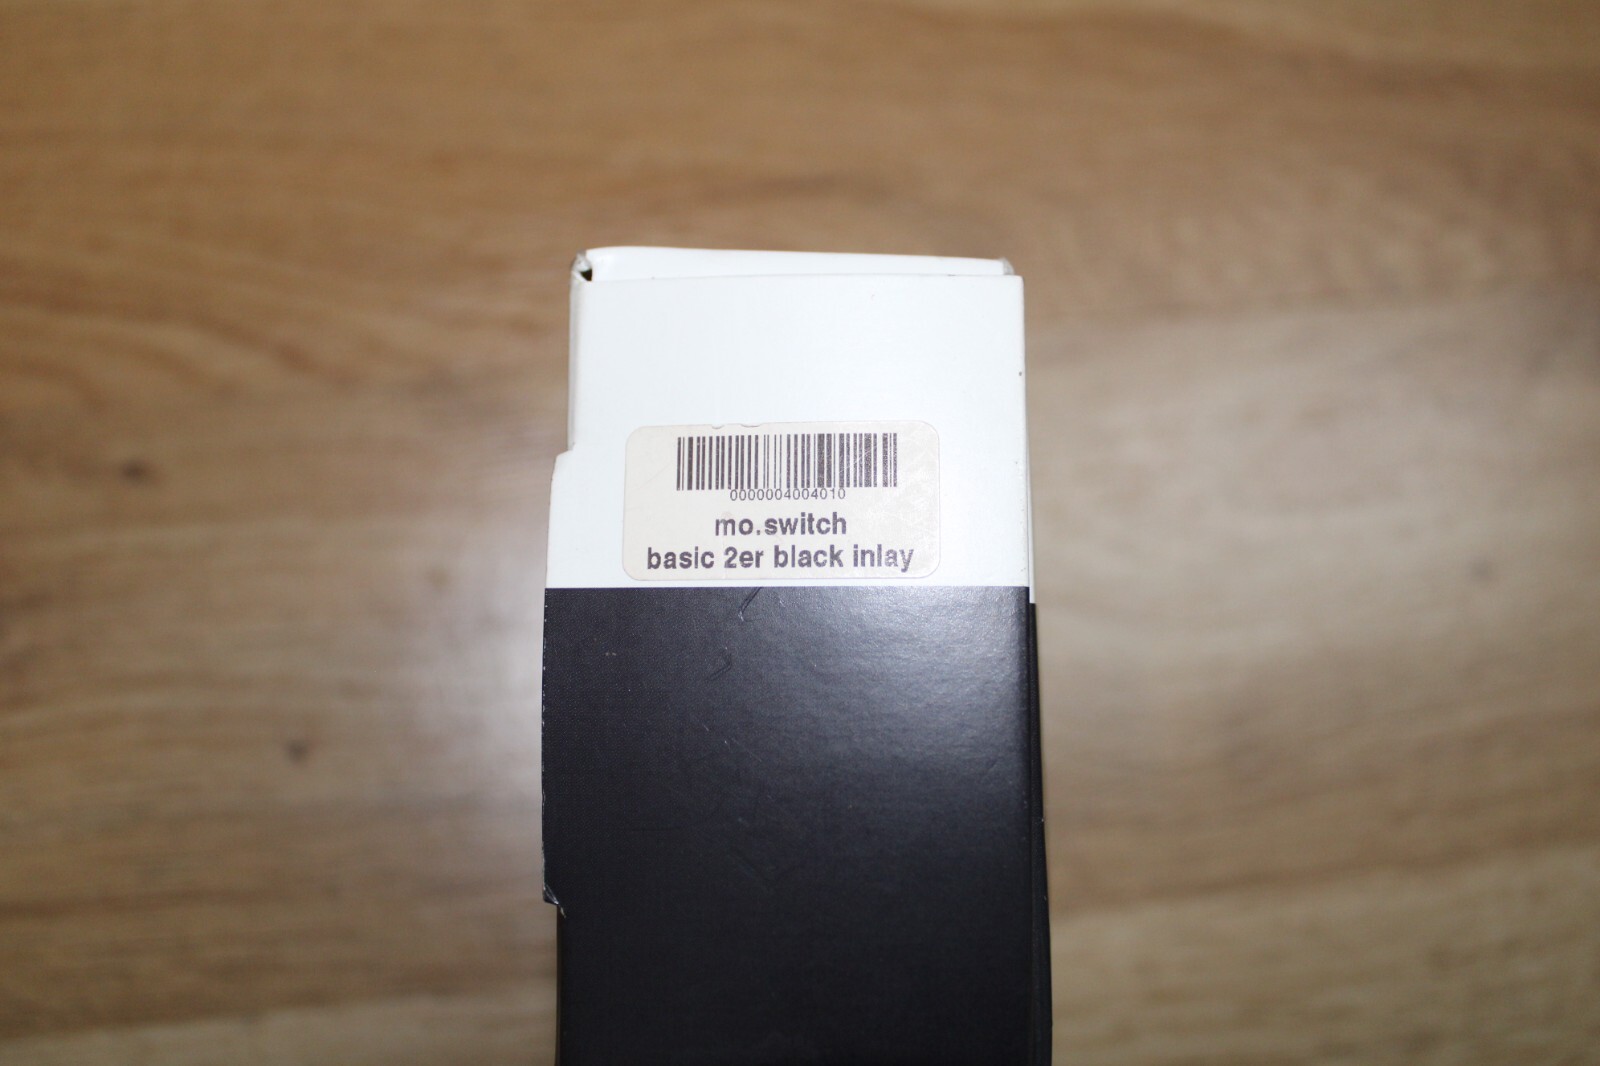 0000004004010
mo.switch
basic 2er black inlay